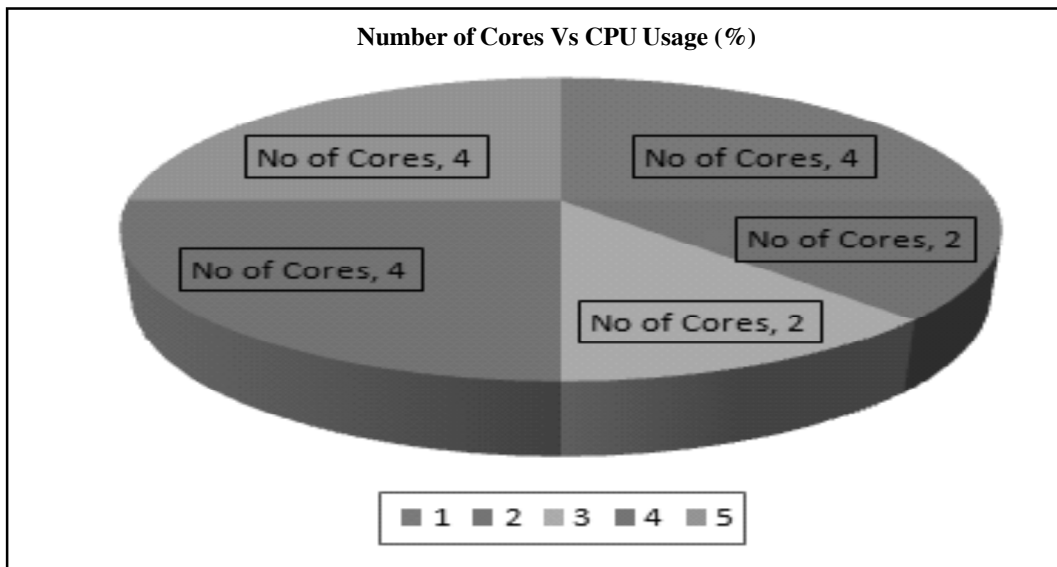 Number of Cores Vs CPU Usage (%)
No of Cores, 4
No of Cores, 4
No of Cores, 2
No of Cores, 4
No of Cores, 2
1 2 3 4 5